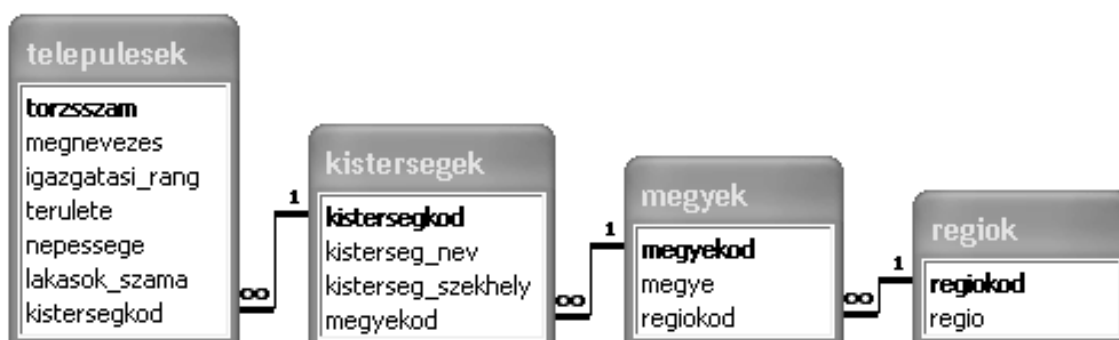 telepulesek
torzsszam
megnevezes
igazgatasi_rang
terulete
nepessege
lakasok_szama
kistersegkod
1
∞
kistersegek
kistersegkod
kisterseg_nev
kisterseg_szekhely
megyekod
1
∞
megyek
megyekod
megye
regiokod
1
∞
regiok
regiokod
regio